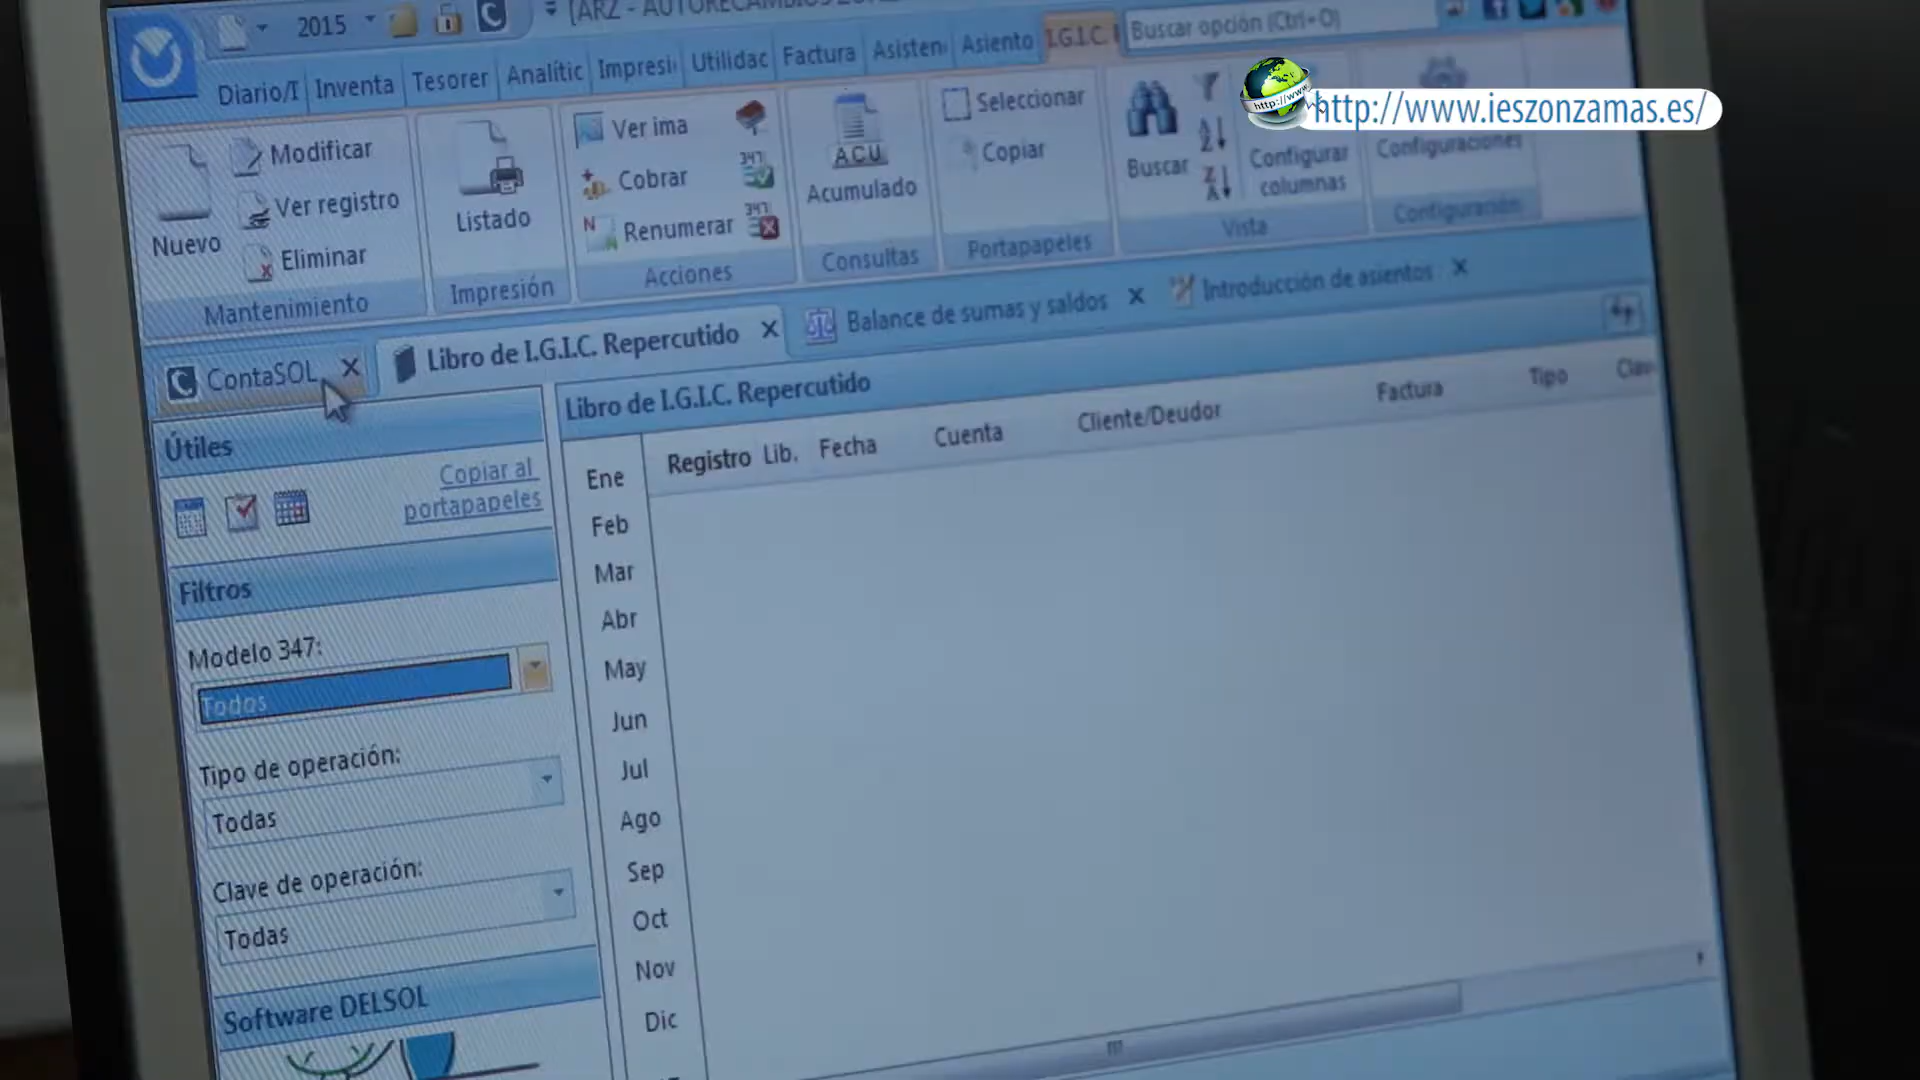 2015
Buscar opción (Ctrl+O)
Inventa
Tesorer
Analític
Impresi
Utilidac
Factura
Asisten
Asiento
I.G.I.C.
http://www.ieszonzamas.es/
Nuevo
Modificar
Ver registro
Eliminar
Mantenimiento
Listado
Impresión
Ver ima
Cobrar
Renumerar
347
347
Acciones
ACU
Acumulado
Consultas
Seleccionar
Copiar
Portapapeles
Buscar
Configurar
columnas
Vista
Configuraciones
Configuración
ContaSOL
Libro de I.G.I.C. Repercutido
Balance de sumas y saldos
Introducción de asientos
Útiles
Copiar al
portapapeles
Filtros
Modelo 347:
Todos
Tipo de operación:
Todas
Clave de operación:
Todas
Software DELSOL
Libro de I.G.I.C. Repercutido
Registro Lib. Fecha Cuenta Cliente/Deudor Factura Tipo
Ene
Feb
Mar
Abr
May
Jun
Jul
Ago
Sep
Oct
Nov
Dic